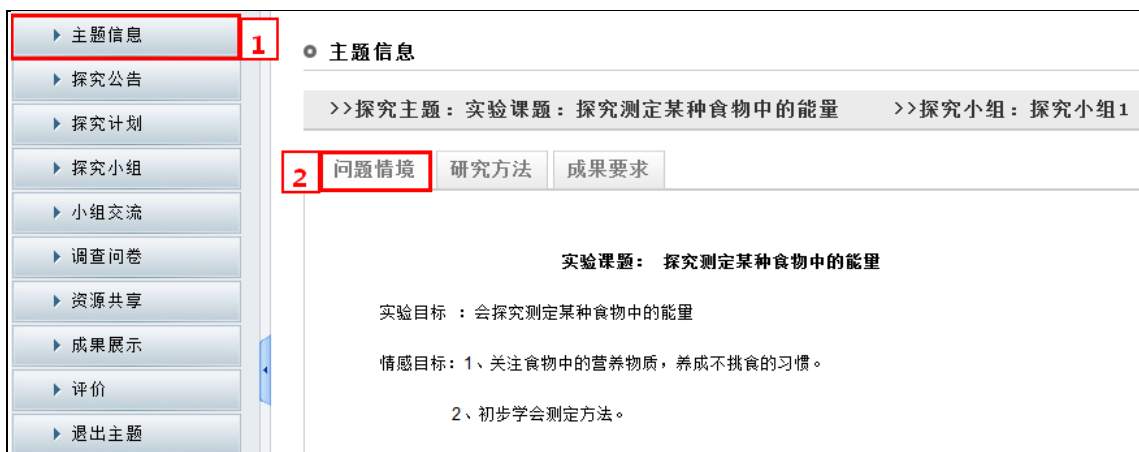 主题信息
1
探究公告
探究计划
探究小组
小组交流
调查问卷
资源共享
成果展示
评价
退出主题
主题信息
>>探究主题：实验课题：探究测定某种食物中的能量 >>探究小组：探究小组1
2
问题情境 研究方法 成果要求
实验课题： 探究测定某种食物中的能量
实验目标 ：会探究测定某种食物中的能量
情感目标：1、关注食物中的营养物质，养成不挑食的习惯。
2、初步学会测定方法。